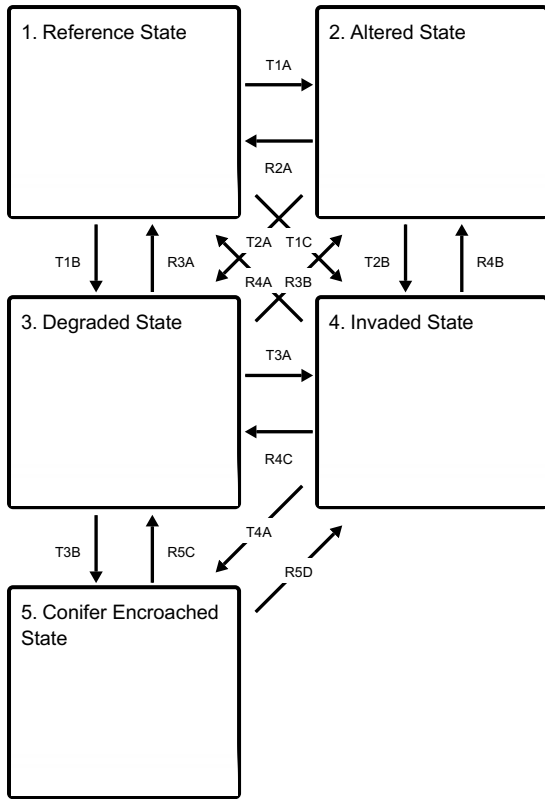 1. Reference State
2. Altered State
T1A
R2A
T1B
R3A
T2A
T1C
T2B
R4B
R4A
R3B
3. Degraded State
4. Invaded State
T3A
R4C
T3B
R5C
T4A
R5D
5. Conifer Encroached
State